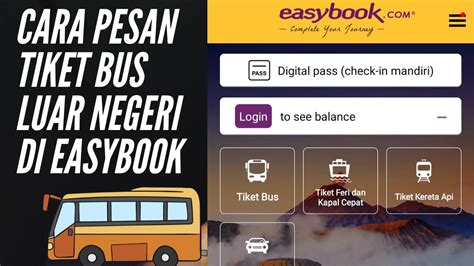 CARA PESAN
TIKET BUS
LUAR NEGERI
DI EASYBOOK
easybook.com®
Complete Your Journey
PASS Digital pass (check-in mandiri)
Login to see balance
Tiket Bus
Tiket Feri dan
Kapal Cepat
Tiket Kereta Api